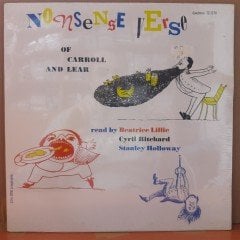 NONSENSE VERSE
OF
CARROLL
AND LEAR
read by Beatrice Lillie
Cyril Ritchard
Stanley Holloway